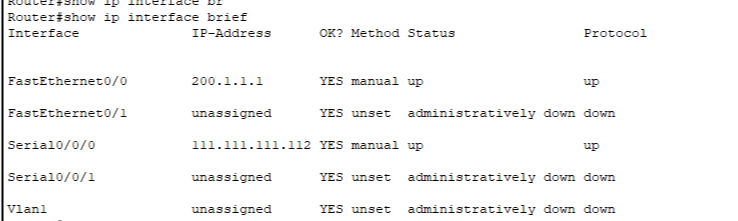 Router#show ip interface br
Router#show ip interface brief
Interface IP-Address OK? Method Status Protocol
FastEthernet0/0 200.1.1.1 YES manual up up
FastEthernet0/1 unassigned YES unset administratively down down
Serial0/0/0 111.111.111.112 YES manual up up
Serial0/0/1 unassigned YES unset administratively down down
Vlan1 unassigned YES unset administratively down down